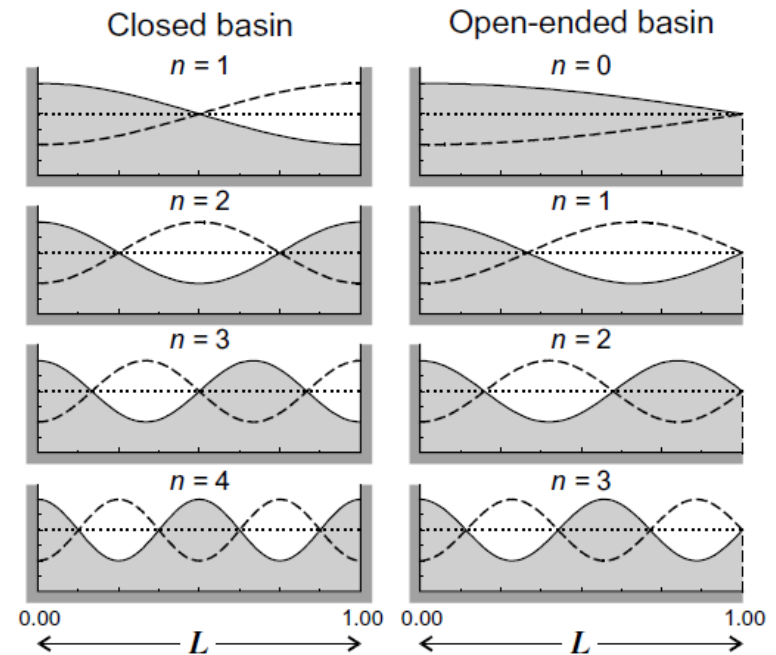 Closed basin
Open-ended basin
n = 1
n = 0
n = 2
n = 1
n = 3
n = 2
n = 4
n = 3
0.00
1.00
0.00
1.00
L
L